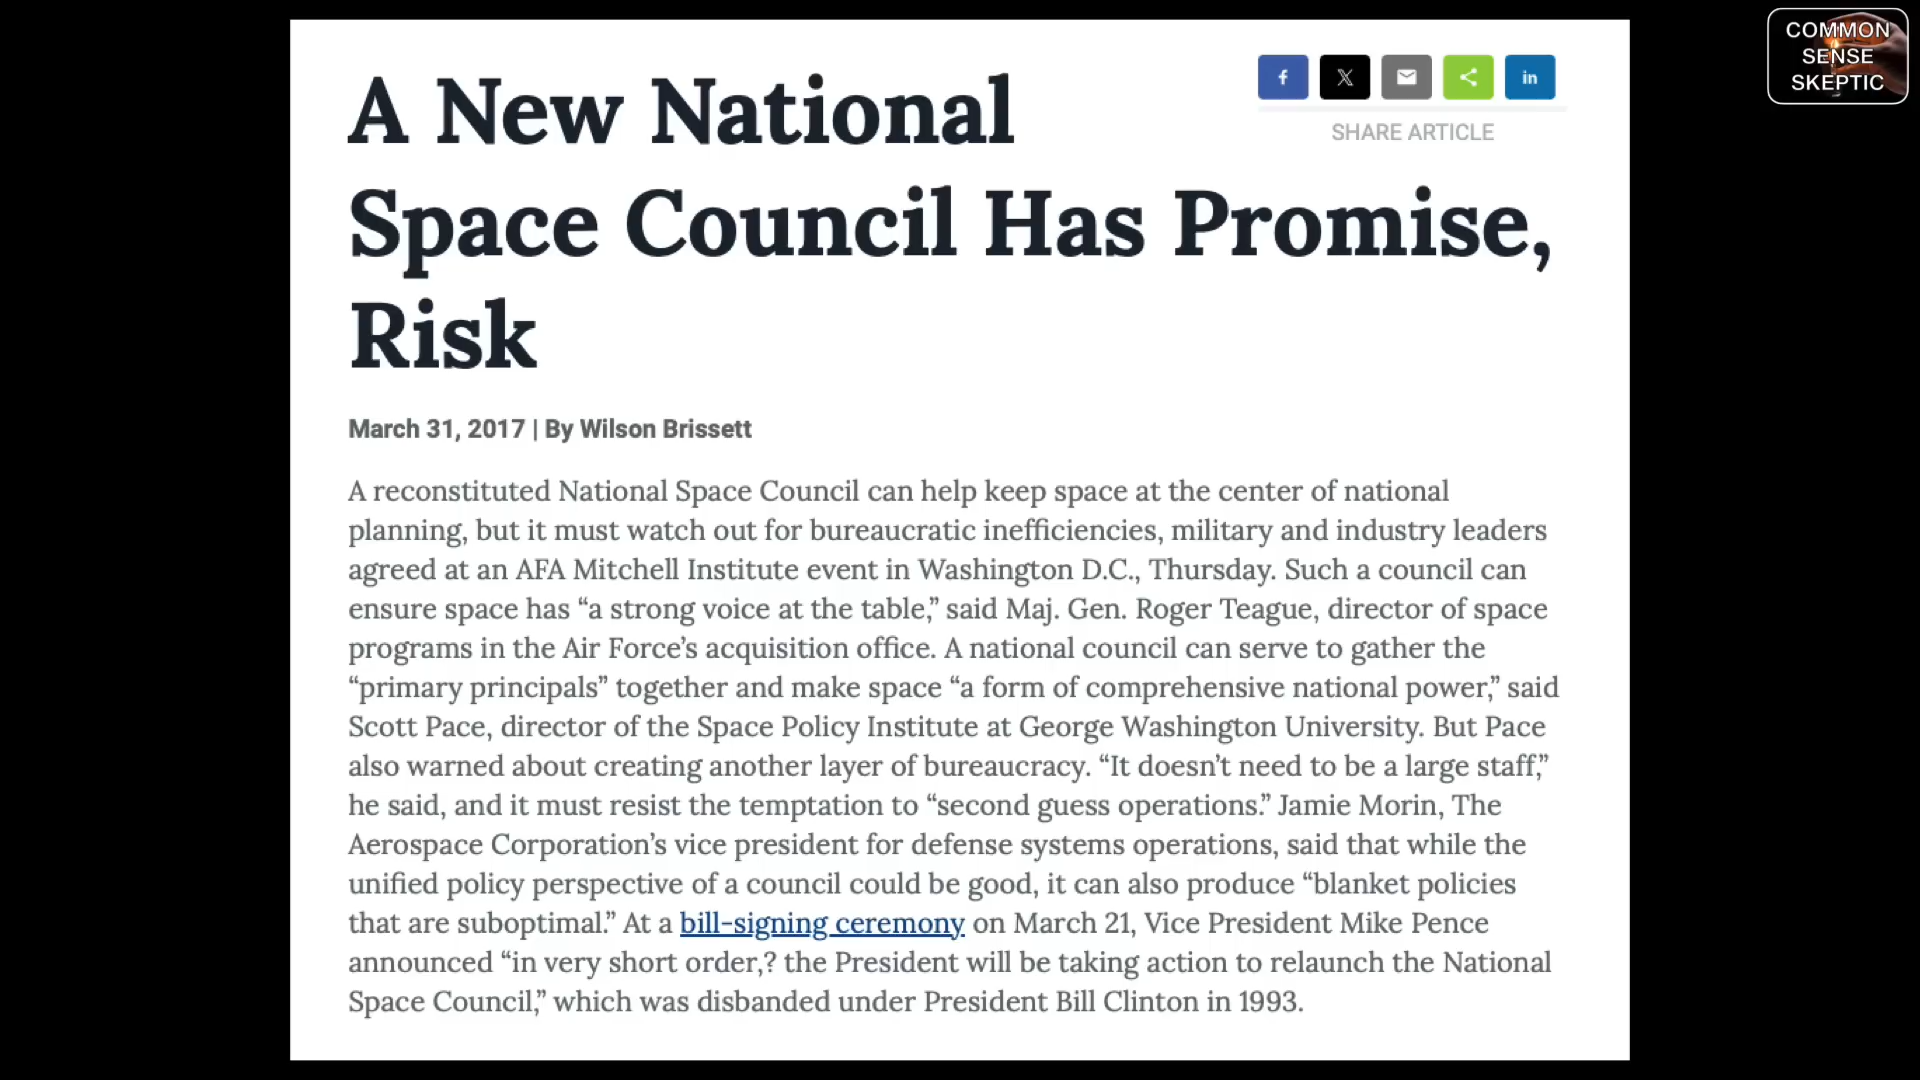 A New National
Space Council Has Promise,
Risk
SHARE ARTICLE
COMMON
SENSE
SKEPTIC
March 31, 2017 | By Wilson Brissett
A reconstituted National Space Council can help keep space at the center of national
planning, but it must watch out for bureaucratic inefficiencies, military and industry leaders
agreed at an AFA Mitchell Institute event in Washington D.C., Thursday. Such a council can
ensure space has “a strong voice at the table,” said Maj. Gen. Roger Teague, director of space
programs in the Air Force’s acquisition office. A national council can serve to gather the
“primary principals” together and make space “a form of comprehensive national power,” said
Scott Pace, director of the Space Policy Institute at George Washington University. But Pace
also warned about creating another layer of bureaucracy. “It doesn’t need to be a large staff,”
he said, and it must resist the temptation to “second guess operations.” Jamie Morin, The
Aerospace Corporation’s vice president for defense systems operations, said that while the
unified policy perspective of a council could be good, it can also produce “blanket policies
that are suboptimal.” At a bill-signing ceremony on March 21, Vice President Mike Pence
announced “in very short order,? the President will be taking action to relaunch the National
Space Council,” which was disbanded under President Bill Clinton in 1993.